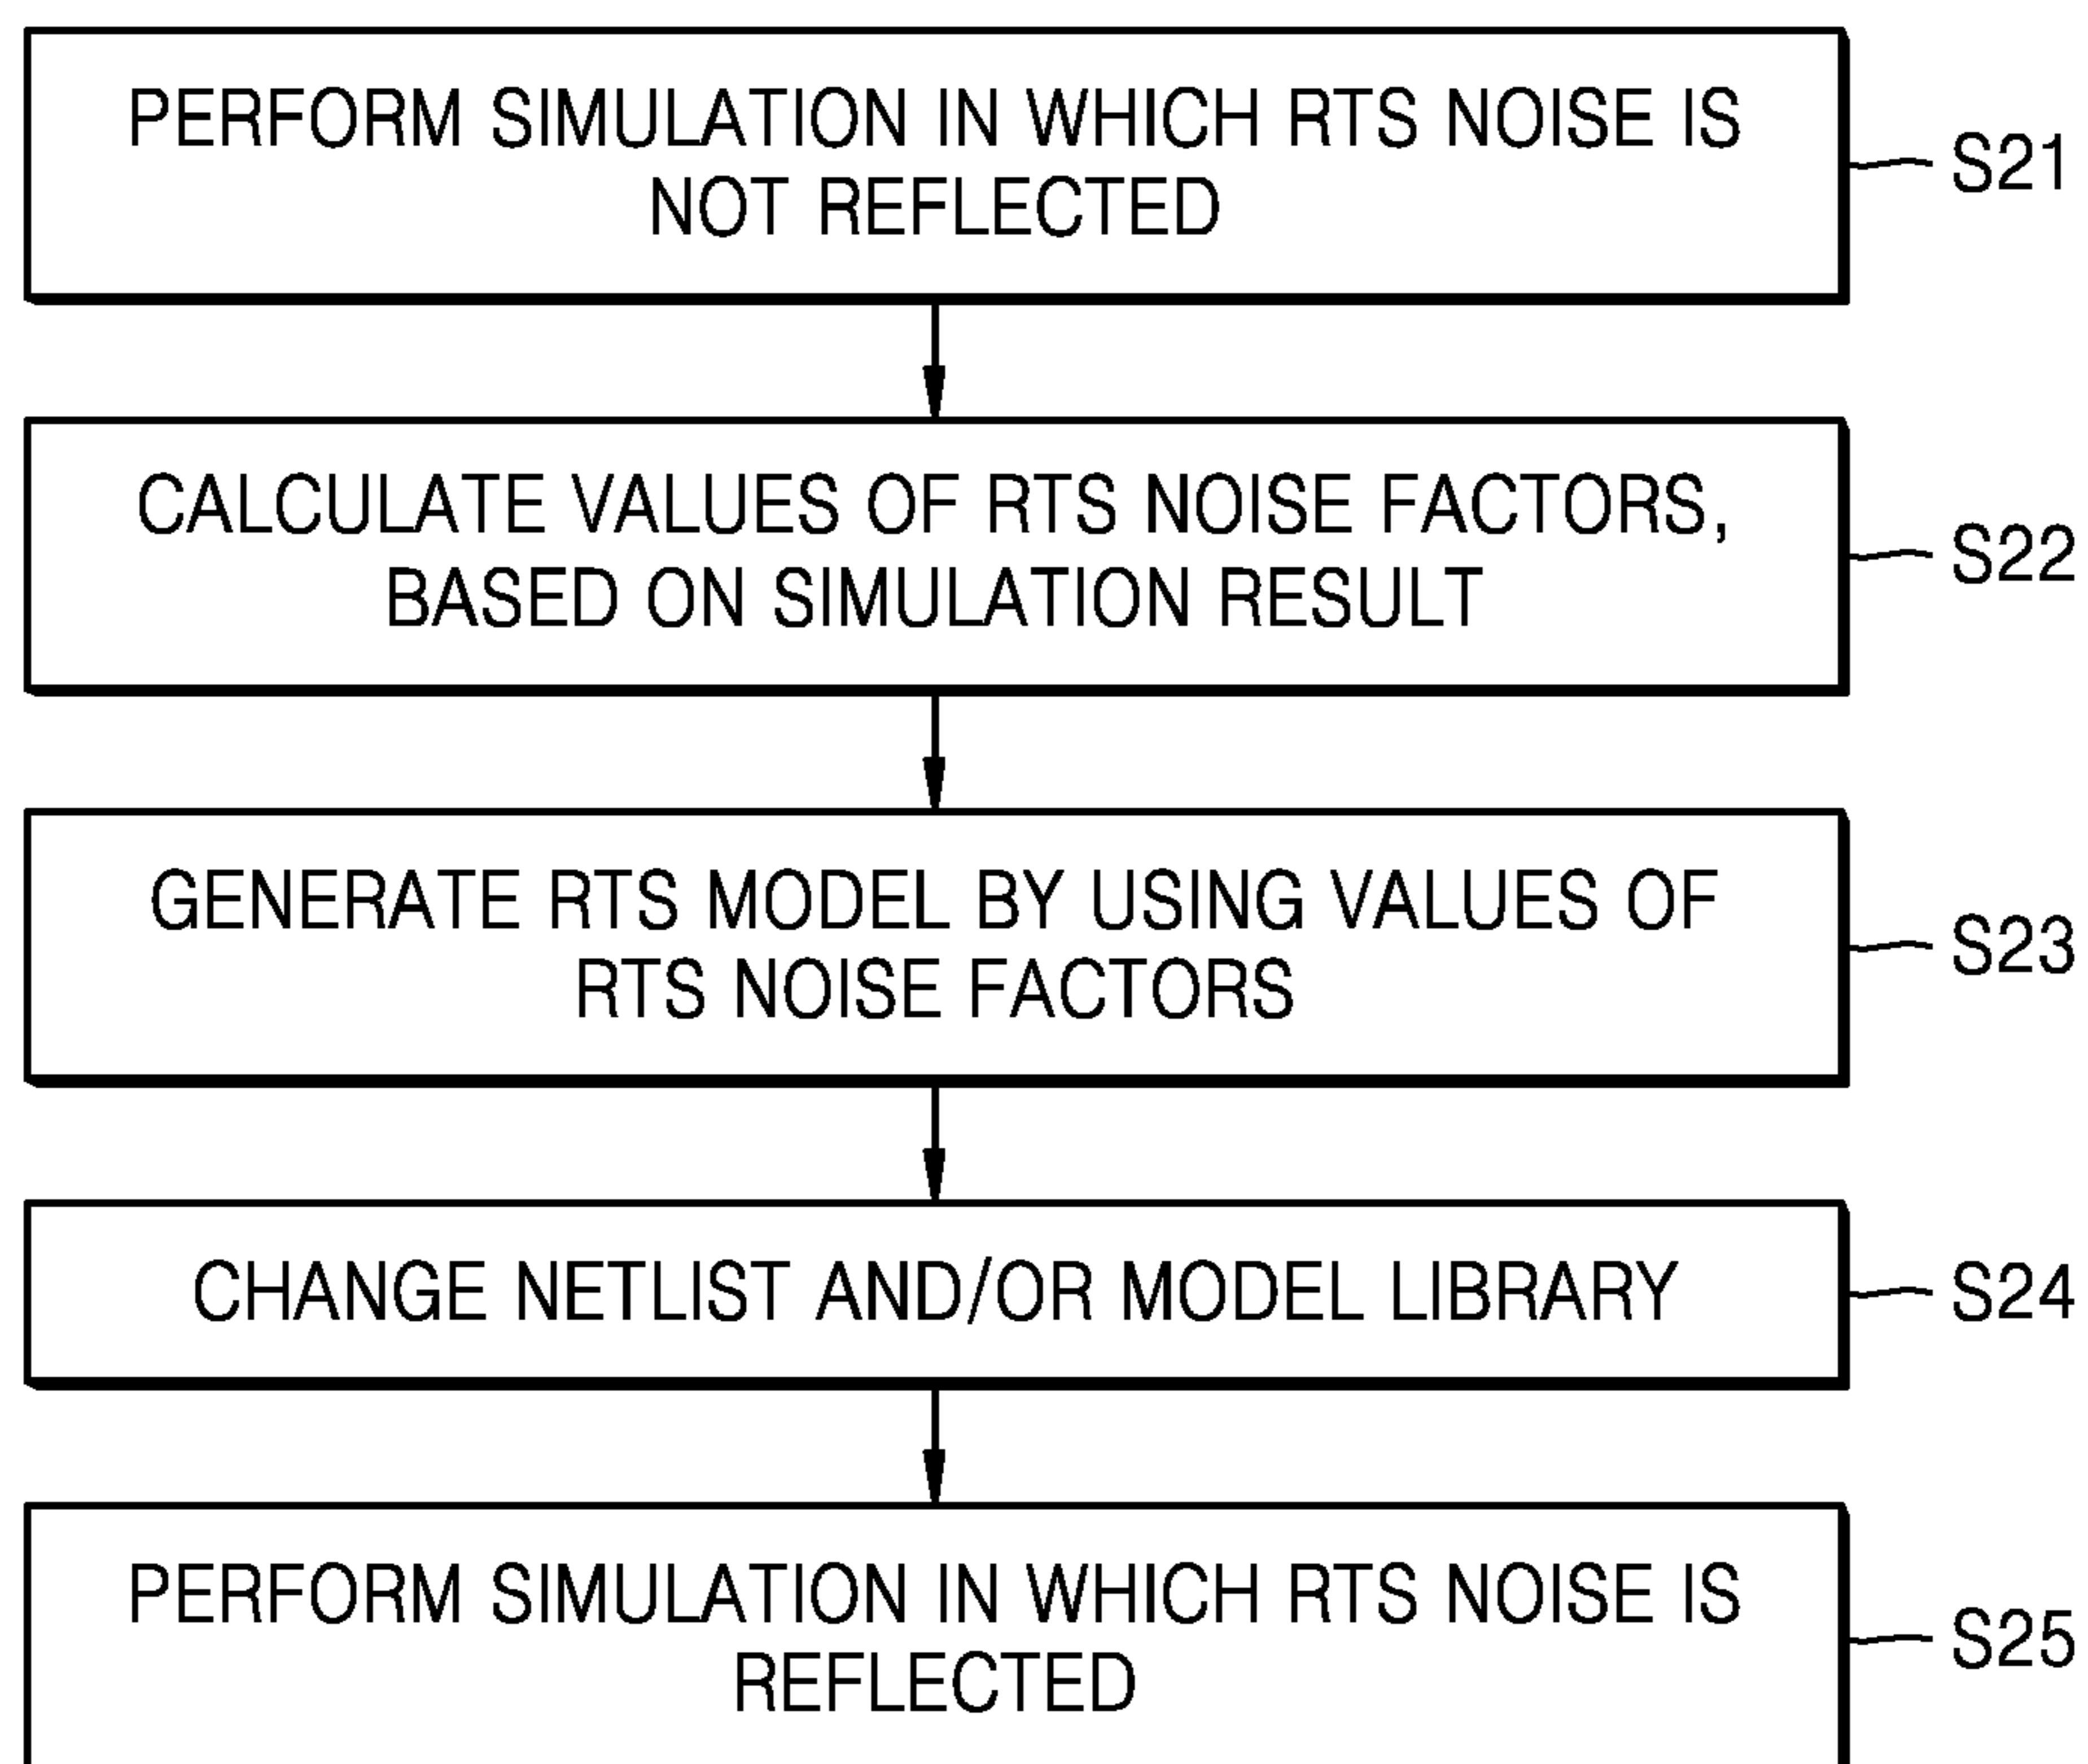 PERFORM SIMULATION IN WHICH RTS NOISE IS
NOT REFLECTED
S21
CALCULATE VALUES OF RTS NOISE FACTORS,
BASED ON SIMULATION RESULT
S22
GENERATE RTS MODEL BY USING VALUES OF
RTS NOISE FACTORS
S23
CHANGE NETLIST AND/OR MODEL LIBRARY
S24
PERFORM SIMULATION IN WHICH RTS NOISE IS
REFLECTED
S25